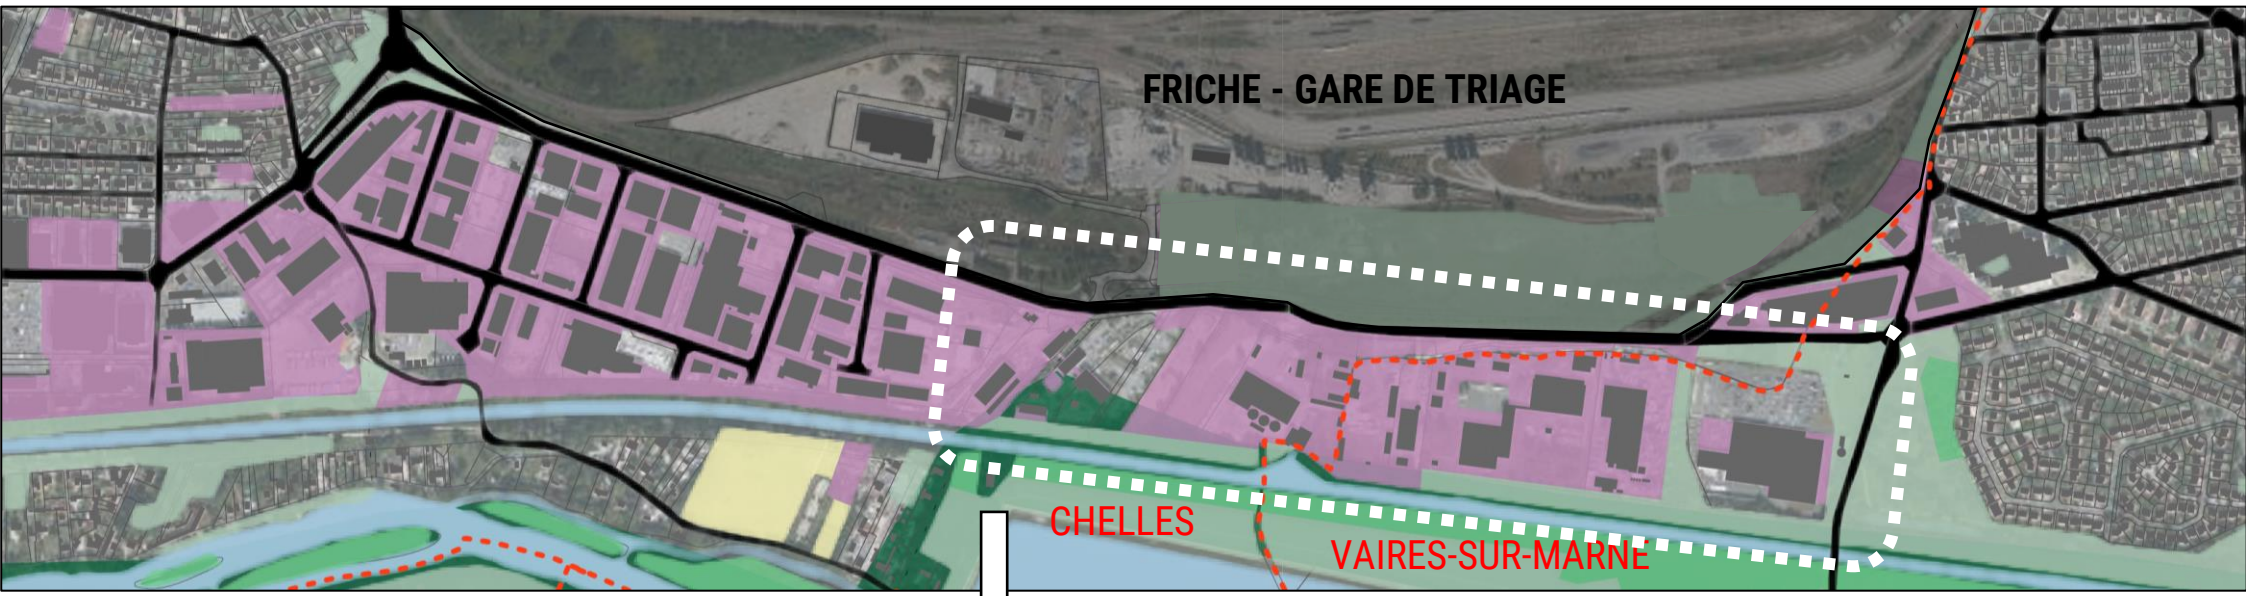 FRICHE - GARE DE TRIAGE
CHELLES
VAIRES-SUR-MARNE